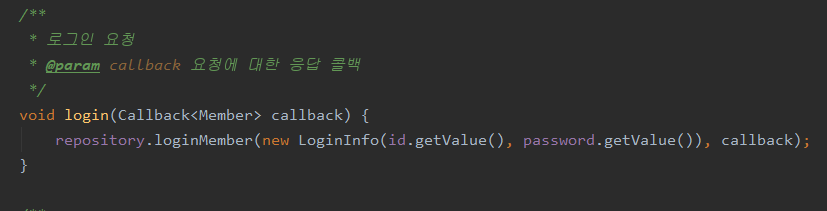 /**
* 로그인 요청
* @param callback 요청에 대한 응답 콜백
*/
void login(Callback<Member> callback) {
repository.loginMember(new LoginInfo(id.getValue(), password.getValue()), callback);
}
/**